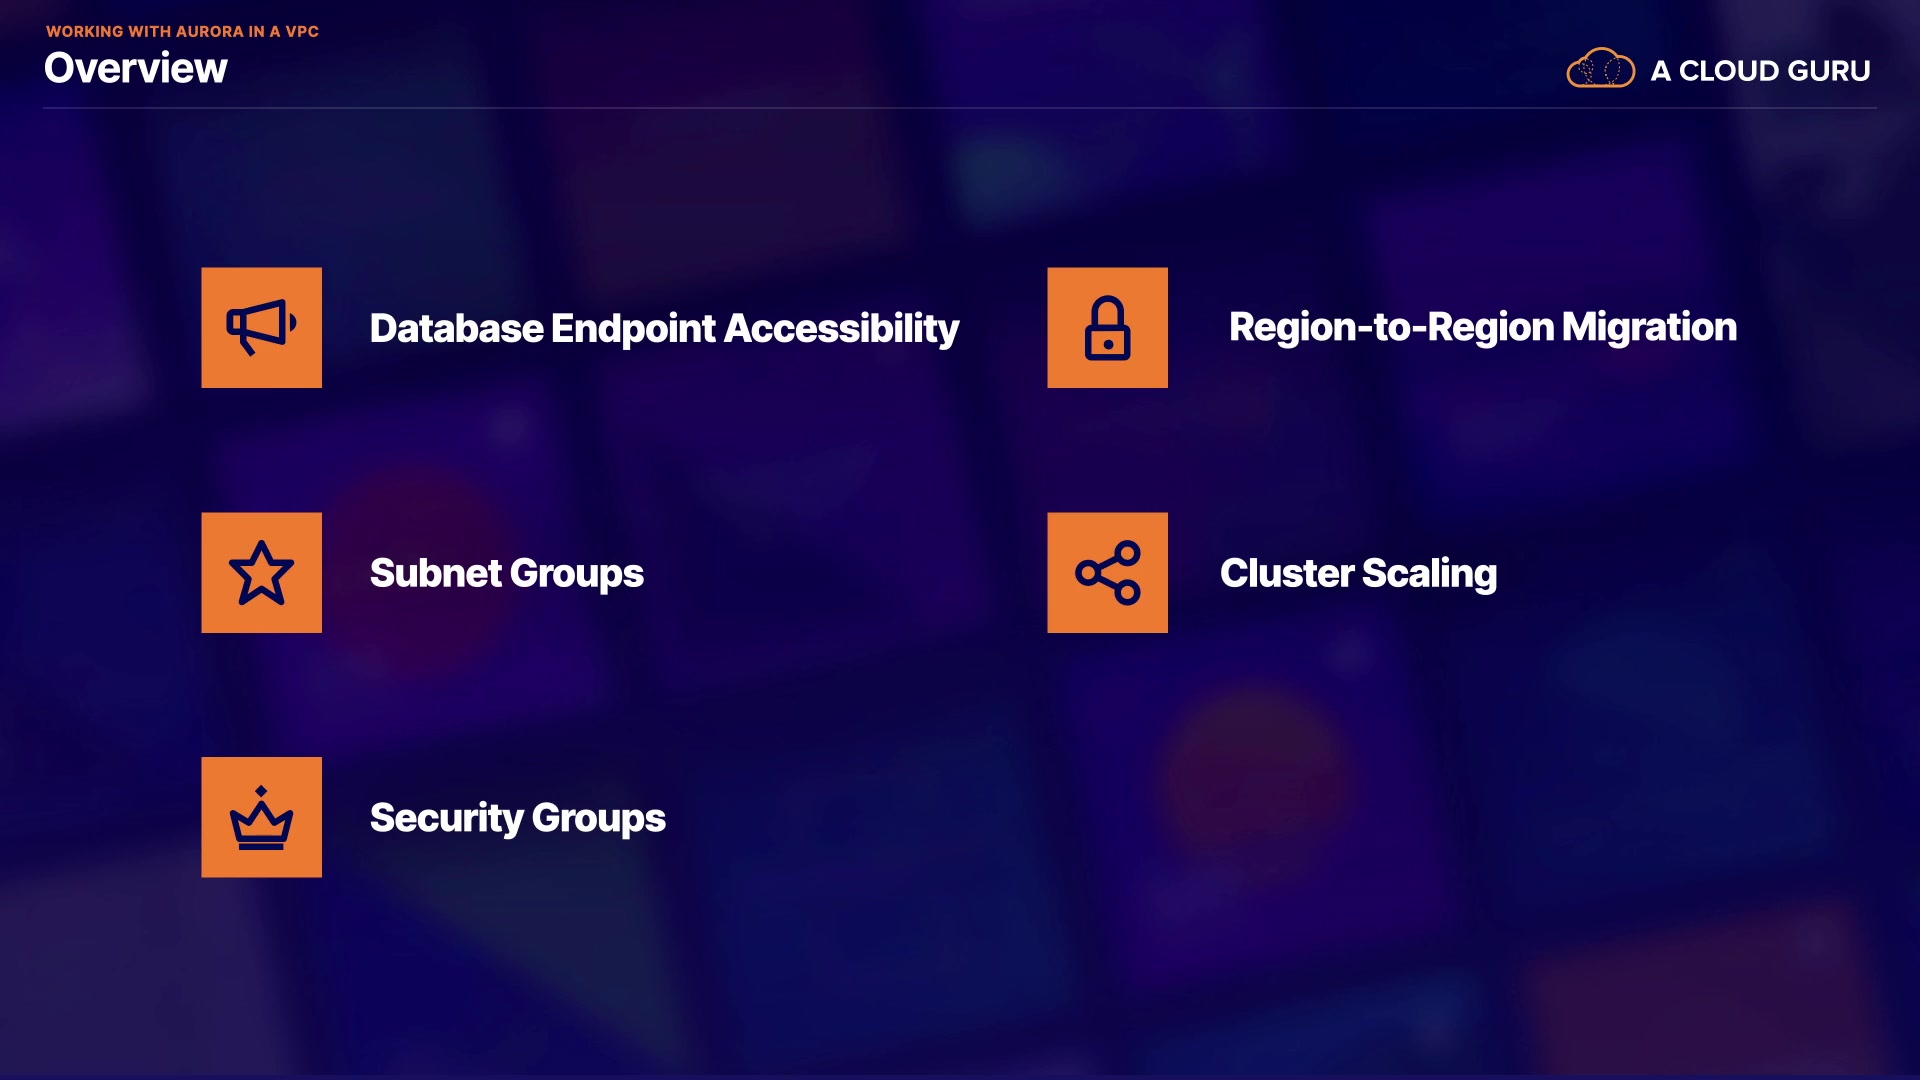 WORKING WITH AURORA IN A VPC
Overview
A CLOUD GURU
Database Endpoint Accessibility
Region-to-Region Migration
Subnet Groups
Cluster Scaling
Security Groups